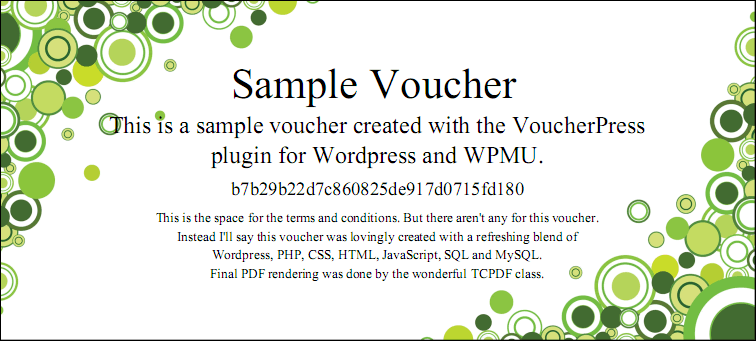 Sample Voucher
This is a sample voucher created with the VoucherPress
plugin for Wordpress and WPMU.
b7b29b22d7c860825de917d0715fd180
This is the space for the terms and conditions. But there aren't any for this voucher.
Instead I'll say this voucher was lovingly created with a refreshing blend of
Wordpress, PHP, CSS, HTML, JavaScript, SQL and MySQL.
Final PDF rendering was done by the wonderful TCPDF class.